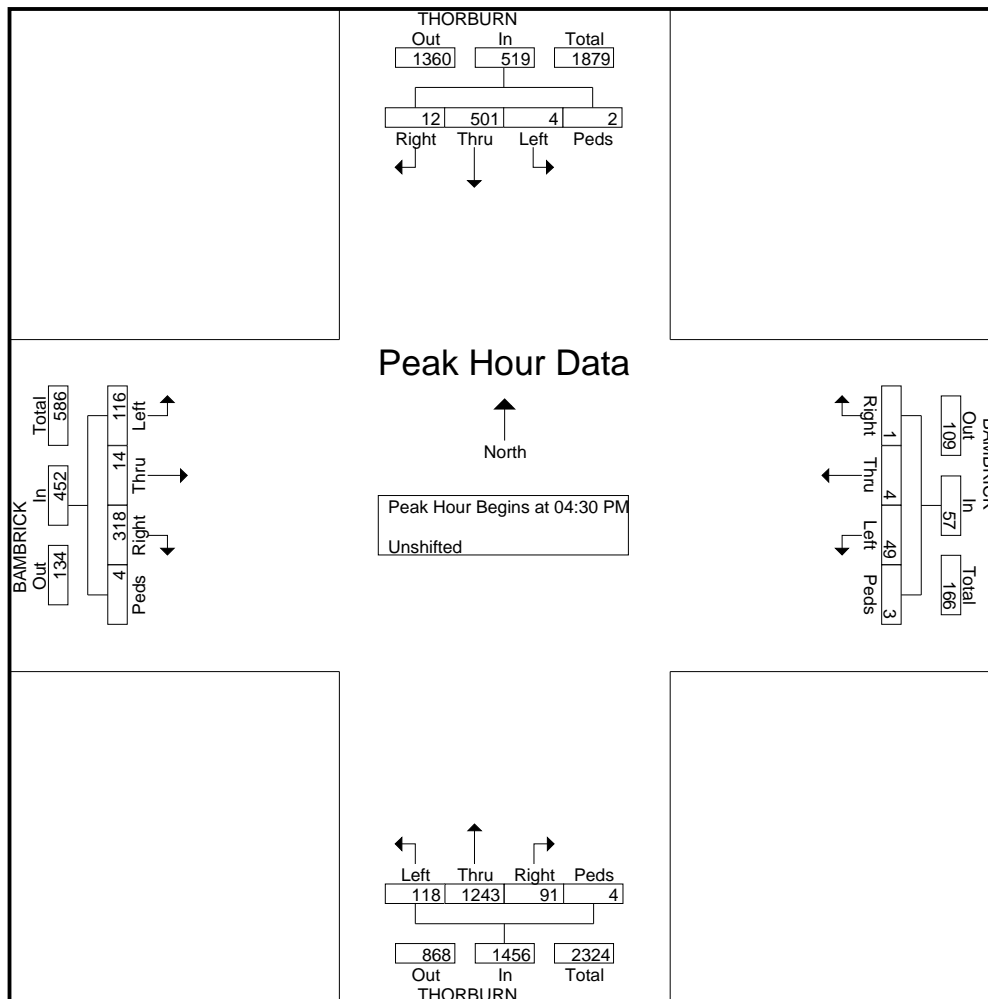 THORBURN
Out In Total
1360 519 1879
12 501 4 2
Right Thru Left Peds
Peak Hour Data
North
Peak Hour Begins at 04:30 PM
Unshifted
BAMBRICK
Total In Out
586 452 134
116 14 318 4
Left Thru Right Peds
BAMBRICK
Out In Total
109 57 166
1 4 49 3
Right Thru Left Peds
Left Thru Right Peds
118 1243 91 4
868 1456 2324
Out In Total
THORBURN